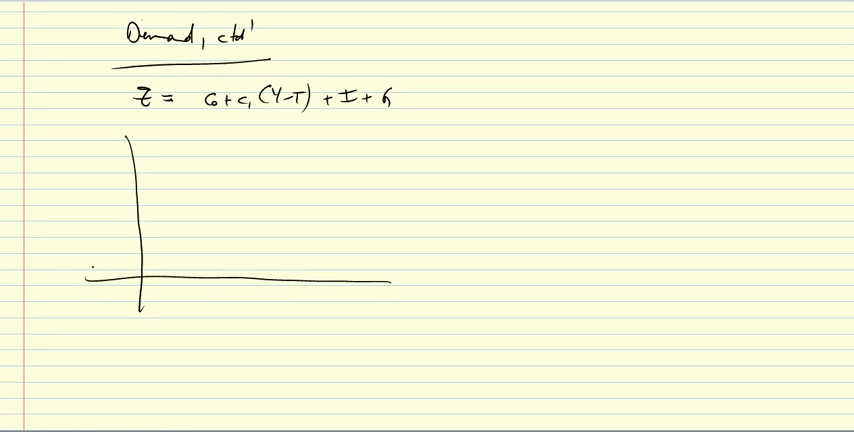 Demand, ctd'
Z = c0 + c1 (Y-T) + I + G